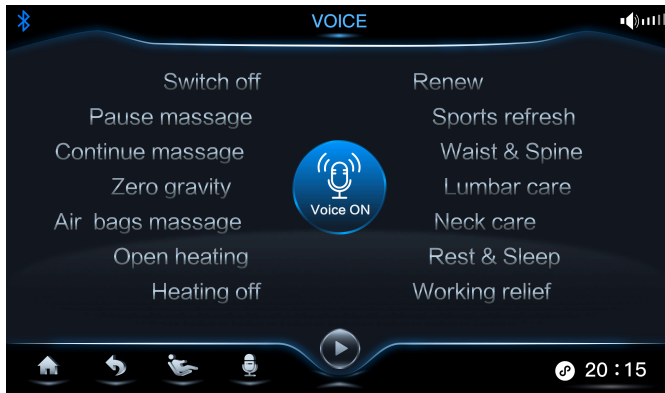 VOICE
Switch off
Pause massage
Continue massage
Zero gravity
Air bags massage
Open heating
Heating off
Voice ON
Renew
Sports refresh
Waist & Spine
Lumbar care
Neck care
Rest & Sleep
Working relief
20:15